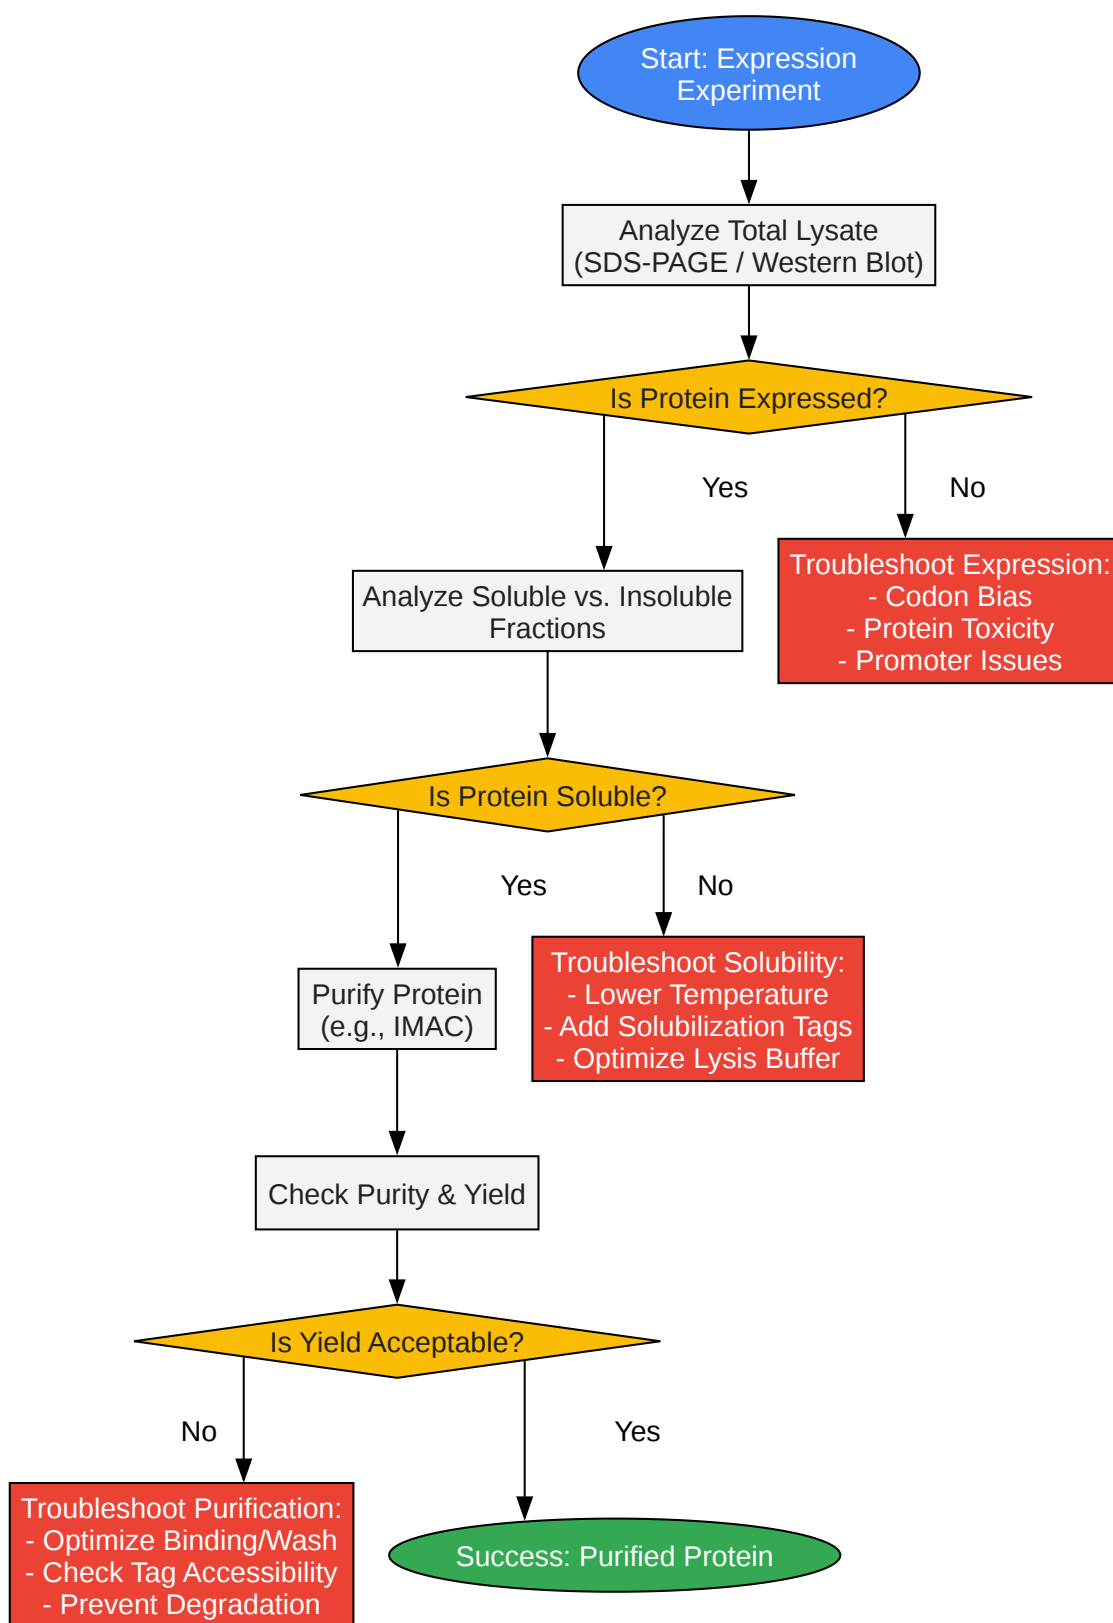 Start: Expression
Experiment
Analyze Total Lysate
(SDS-PAGE / Western Blot)
Is Protein Expressed?
Yes
No
Troubleshoot Expression:
- Codon Bias
- Protein Toxicity
- Promoter Issues
Analyze Soluble vs. Insoluble
Fractions
Is Protein Soluble?
Yes
No
Troubleshoot Solubility:
- Lower Temperature
- Add Solubilization Tags
- Optimize Lysis Buffer
Purify Protein
(e.g., IMAC)
Check Purity & Yield
Is Yield Acceptable?
No
Yes
Troubleshoot Purification:
- Optimize Binding/Wash
- Check Tag Accessibility
- Prevent Degradation
Success: Purified Protein